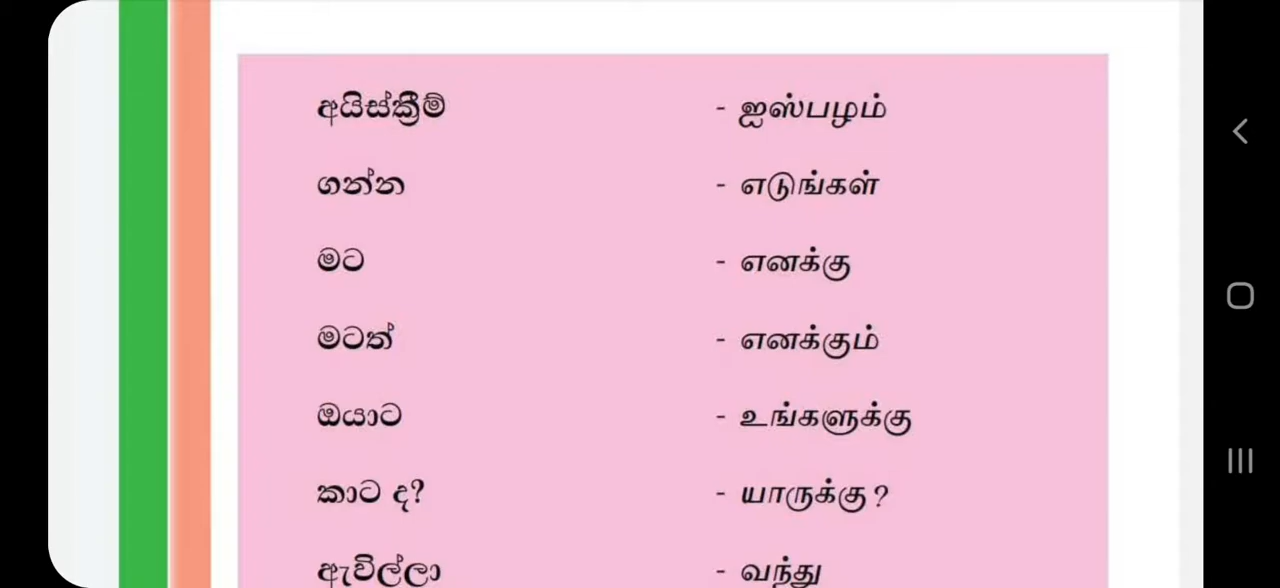 අයිස්ක්‍රීම් - ஐஸ்பழம்
ගන්න - எடுங்கள்
මට - எனக்கு
මටත් - எனக்கும்
ඔයාට - உங்களுக்கு
කාට ද? - யாருக்கு?
ඇවිල්ලා - வந்து